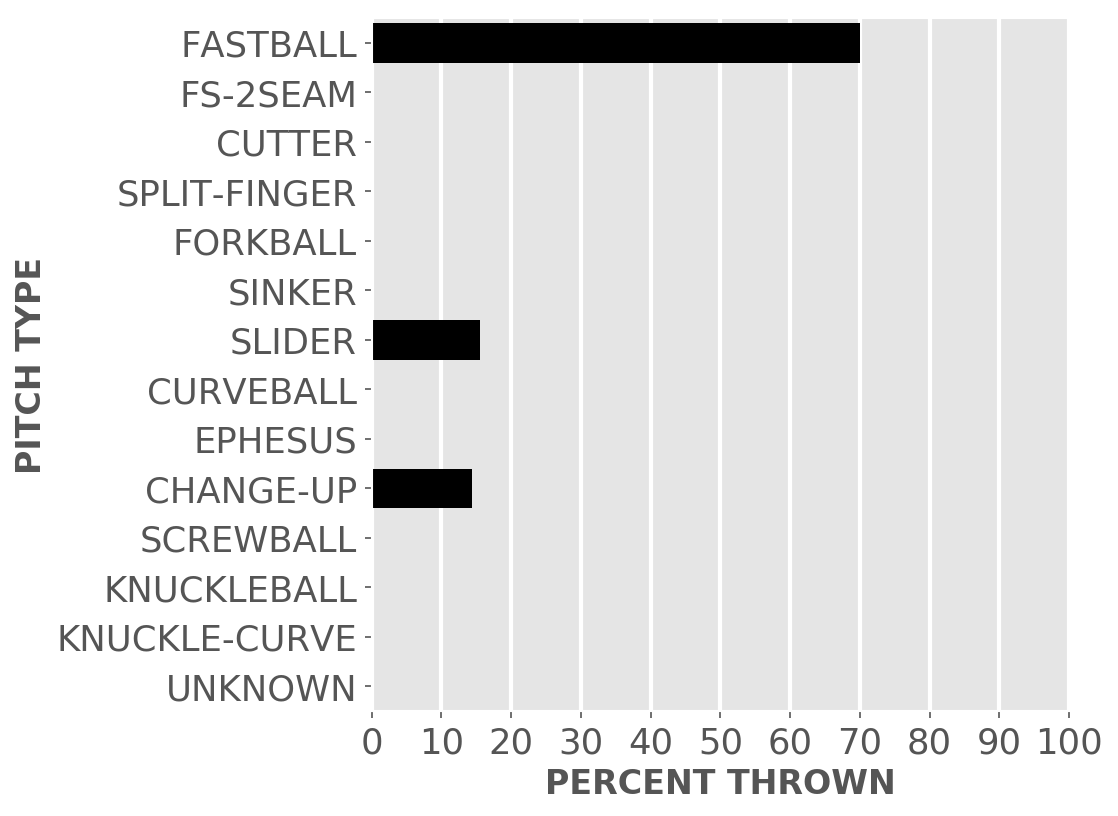 FASTBALL
FS-2SEAM
CUTTER
SPLIT-FINGER
FORKBALL
SINKER
SLIDER
CURVEBALL
EPHESUS
CHANGE-UP
SCREWBALL
KNUCKLEBALL
KNUCKLE-CURVE
UNKNOWN
PITCH TYPE
0 10 20 30 40 50 60 70 80 90 100
PERCENT THROWN